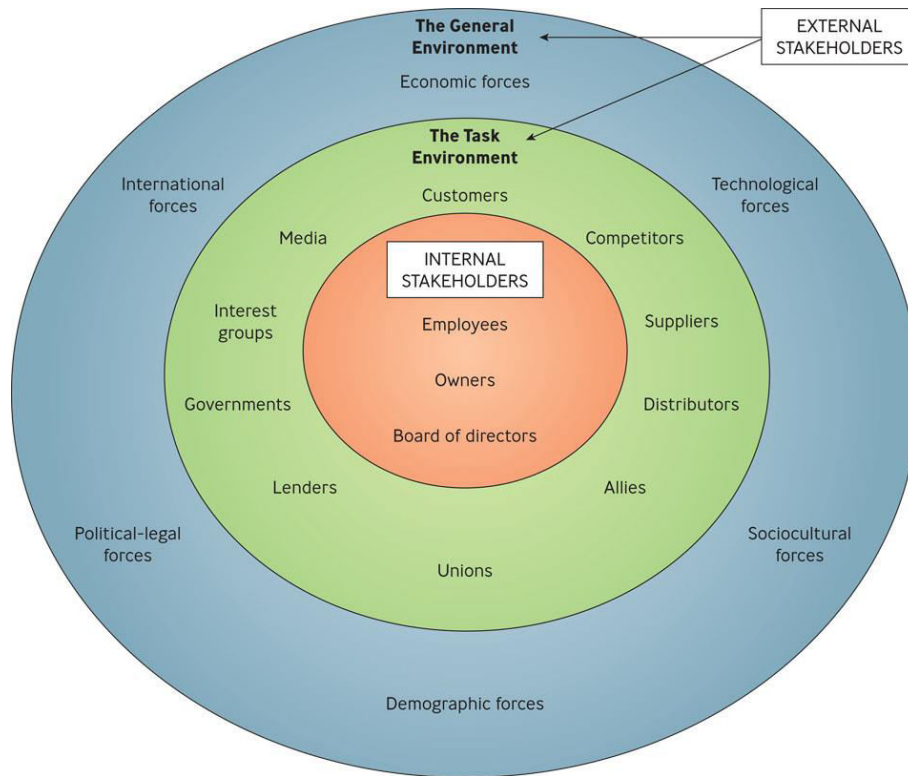 The General
Environment
EXTERNAL
STAKEHOLDERS
Economic forces
The Task
Environment
International
forces
Technological
forces
Customers
Media
Competitors
INTERNAL
STAKEHOLDERS
Interest
groups
Employees
Suppliers
Owners
Governments
Distributors
Board of directors
Lenders
Allies
Political-legal
forces
Sociocultural
forces
Unions
Demographic forces